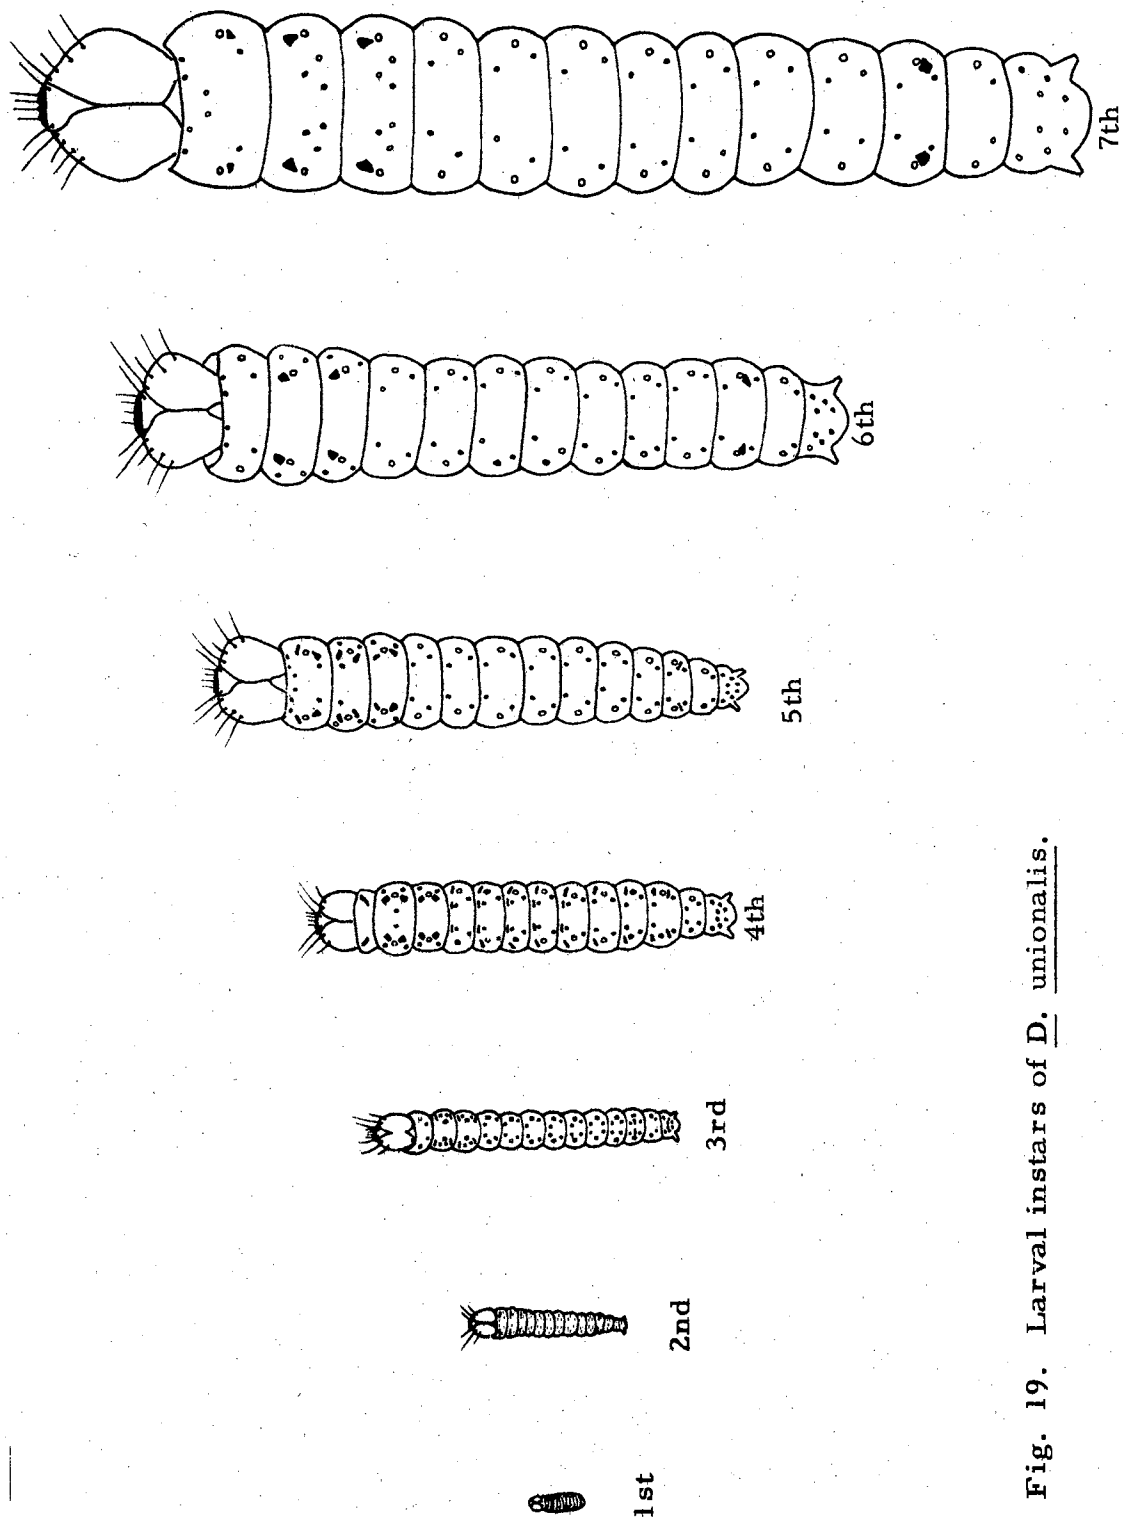 1st
2nd
3rd
4th
5th
6th
7th
Fig. 19. Larval instars of D. unionalis.